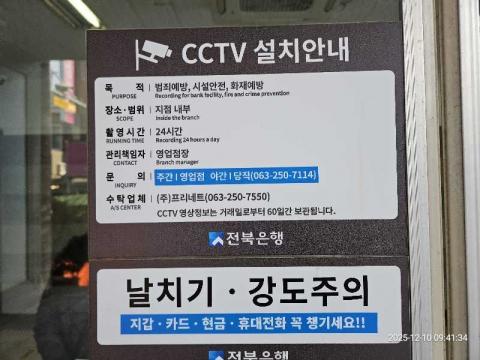 CCTV 설치안내
목 적 범죄예방, 시설안전, 화재예방
PURPOSE Recording for bank facility, fire and crime prevention
장소·범위 지점 내부
SCOPE Inside the branch
촬영시간 24시간
RUNNING TIME Recording 24 hours a day
관리책임자 영업점장
CONTACT Branch manager
문 의 주간 I 영업점 야간 I 당직(063-250-7114)
INQUIRY
수탁업체 (주)프리네트(063-250-7550)
A/S CENTER
CCTV 영상정보는 거래일로부터 60일간 보관됩니다.
전북은행
날치기 · 강도주의
지갑 · 카드 · 현금 · 휴대전화 꼭 챙기세요!!
전북은행
2025-12-10 09:41:34